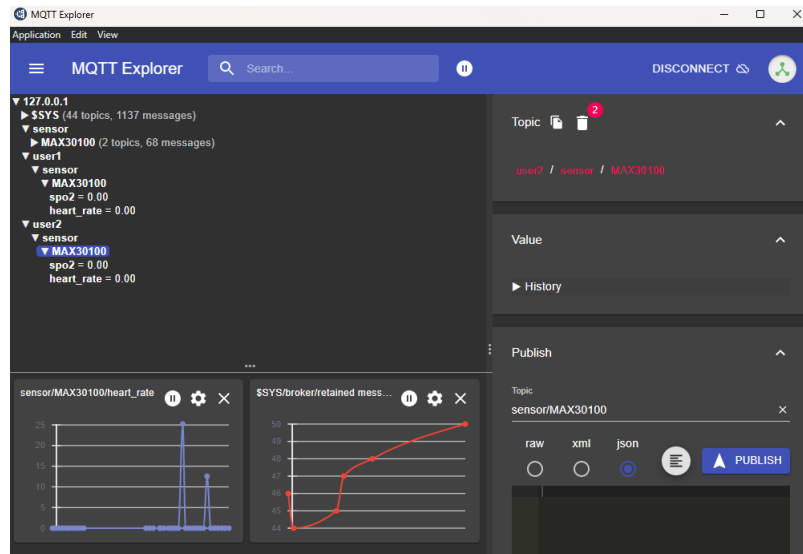 MQTT Explorer
Application Edit View
MQTT Explorer
Search...
DISCONNECT
▼ 127.0.0.1
▶ $SYS (44 topics, 1137 messages)
▼ sensor
▶ MAX30100 (2 topics, 68 messages)
▼ user1
▼ sensor
▼ MAX30100
spo2 = 0.00
heart_rate = 0.00
▼ user2
▼ sensor
▼ MAX30100
spo2 = 0.00
heart_rate = 0.00
Topic 2
user2 / sensor / MAX30100
Value
▶ History
Publish
Topic
sensor/MAX30100
raw xml json
PUBLISH
sensor/MAX30100/heart_rate
25
20
15
10
5
0
$SYS/broker/retained mess...
50
49
48
47
46
45
44